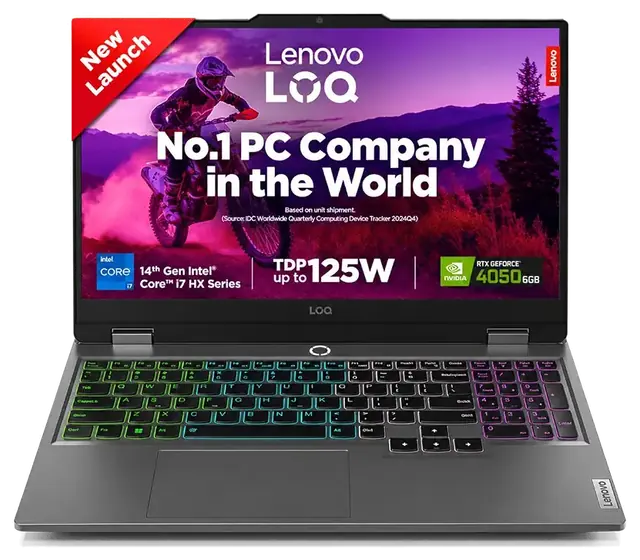 New
Launch
Lenovo
LOQ
Lenovo
No.1 PC Company
in the World
Based on unit shipment.
(Source: IDC Worldwide Quarterly Computing Device Tracker 2024Q4)
intel
CORE
i7
14th Gen Intel®
Core™ i7 HX Series
TDP
up to 125W
NVIDIA
RTX GEFORCE
4050 6GB
LOQ
Lenovo